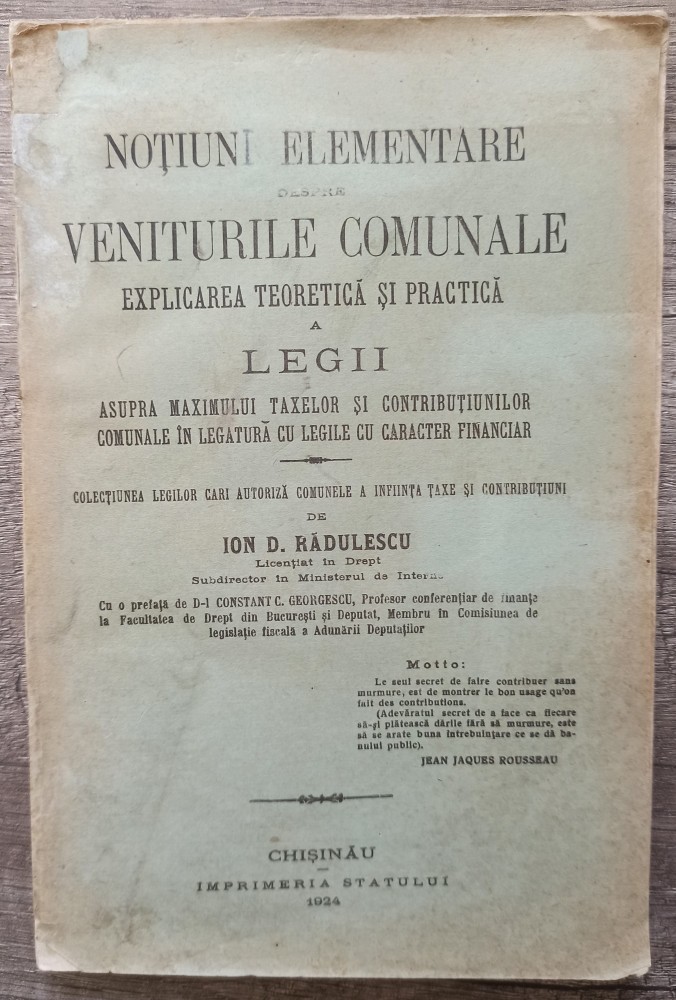 NOȚIUNI ELEMENTARE
DESPRE
VENITURILE COMUNALE
EXPLICAREA TEORETICĂ ȘI PRACTICĂ
A
LEGII
ASUPRA MAXIMULUI TAXELOR ȘI CONTRIBUȚIUNILOR
COMUNALE ÎN LEGATURĂ CU LEGILE CU CARACTER FINANCIAR
COLECȚIUNEA LEGILOR CARI AUTORIZĂ COMUNELE A INFIINȚA TAXE ȘI CONTRIBUȚIUNI
DE
ION D. RĂDULESCU
Licențiat în Drept
Subdirector în Ministerul de Interne
Cu o prefață de D-l CONSTANT C. GEORGESCU, Profesor conferențiar de finanțe
la Facultatea de Drept din București și Deputat, Membru în Comisiunea de
legislație fiscală a Adunării Deputaților
Motto:
Le seul secret de faire contribuer sans
murmure, est de montrer le bon usage qu'on
fait des contributions.
(Adevăratul secret de a face ca fiecare
să-și plătească dările fără să murmure, este
să se arate buna întrebuințare ce se dă ba-
nului public).
JEAN JAQUES ROUSSEAU
CHIȘINĂU
IMPRIMERIA STATULUI
1924